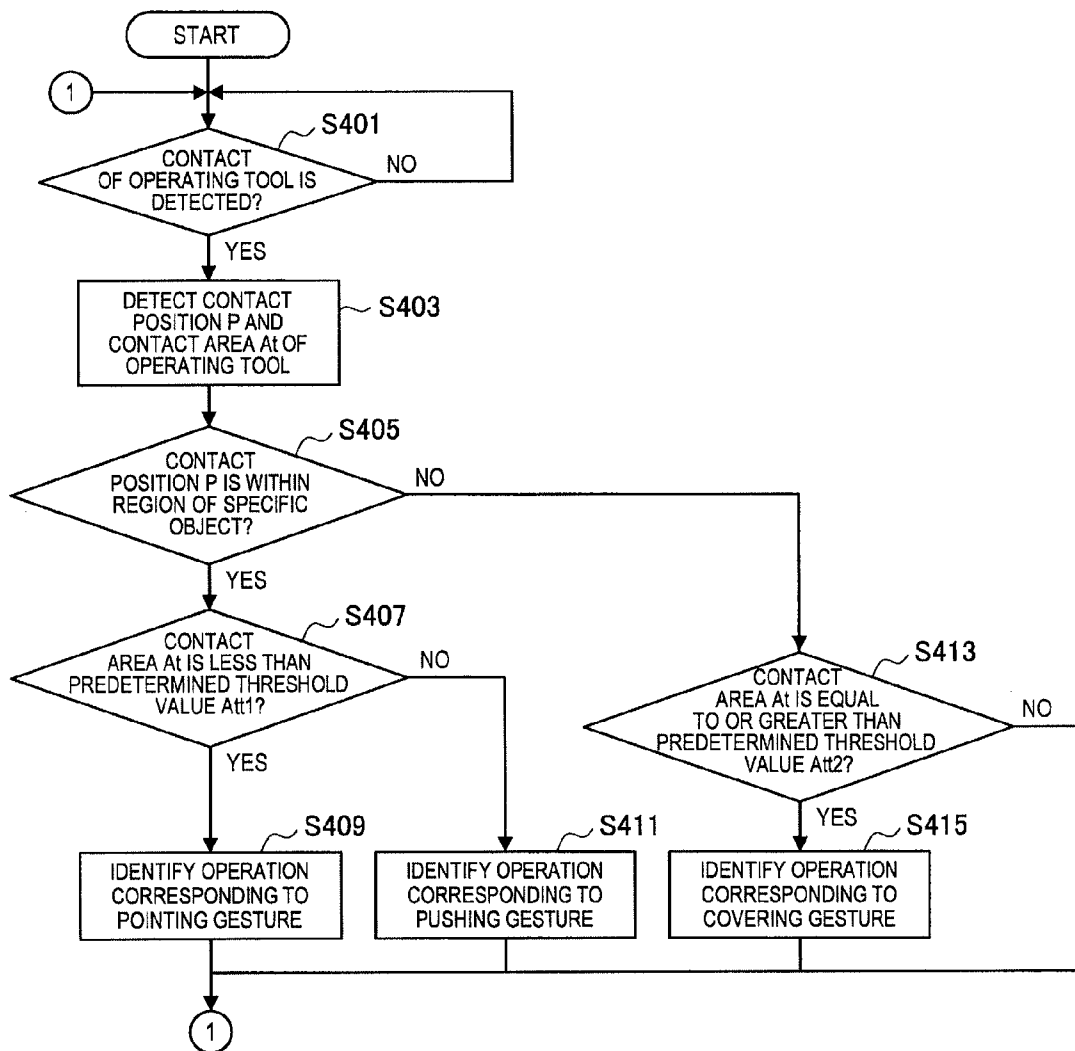 START
1
S401
CONTACT
OF OPERATING TOOL IS
DETECTED?
NO
YES
DETECT CONTACT
POSITION P AND
CONTACT AREA At OF
OPERATING TOOL
S403
S405
CONTACT
POSITION P IS WITHIN
REGION OF SPECIFIC
OBJECT?
NO
YES
S407
CONTACT
AREA At IS LESS THAN
PREDETERMINED THRESHOLD
VALUE Att1?
NO
YES
S413
CONTACT
AREA At IS EQUAL
TO OR GREATER THAN
PREDETERMINED THRESHOLD
VALUE Att2?
NO
YES
S409
IDENTIFY OPERATION
CORRESPONDING TO
POINTING GESTURE
S411
IDENTIFY OPERATION
CORRESPONDING TO
PUSHING GESTURE
S415
IDENTIFY OPERATION
CORRESPONDING TO
COVERING GESTURE
1